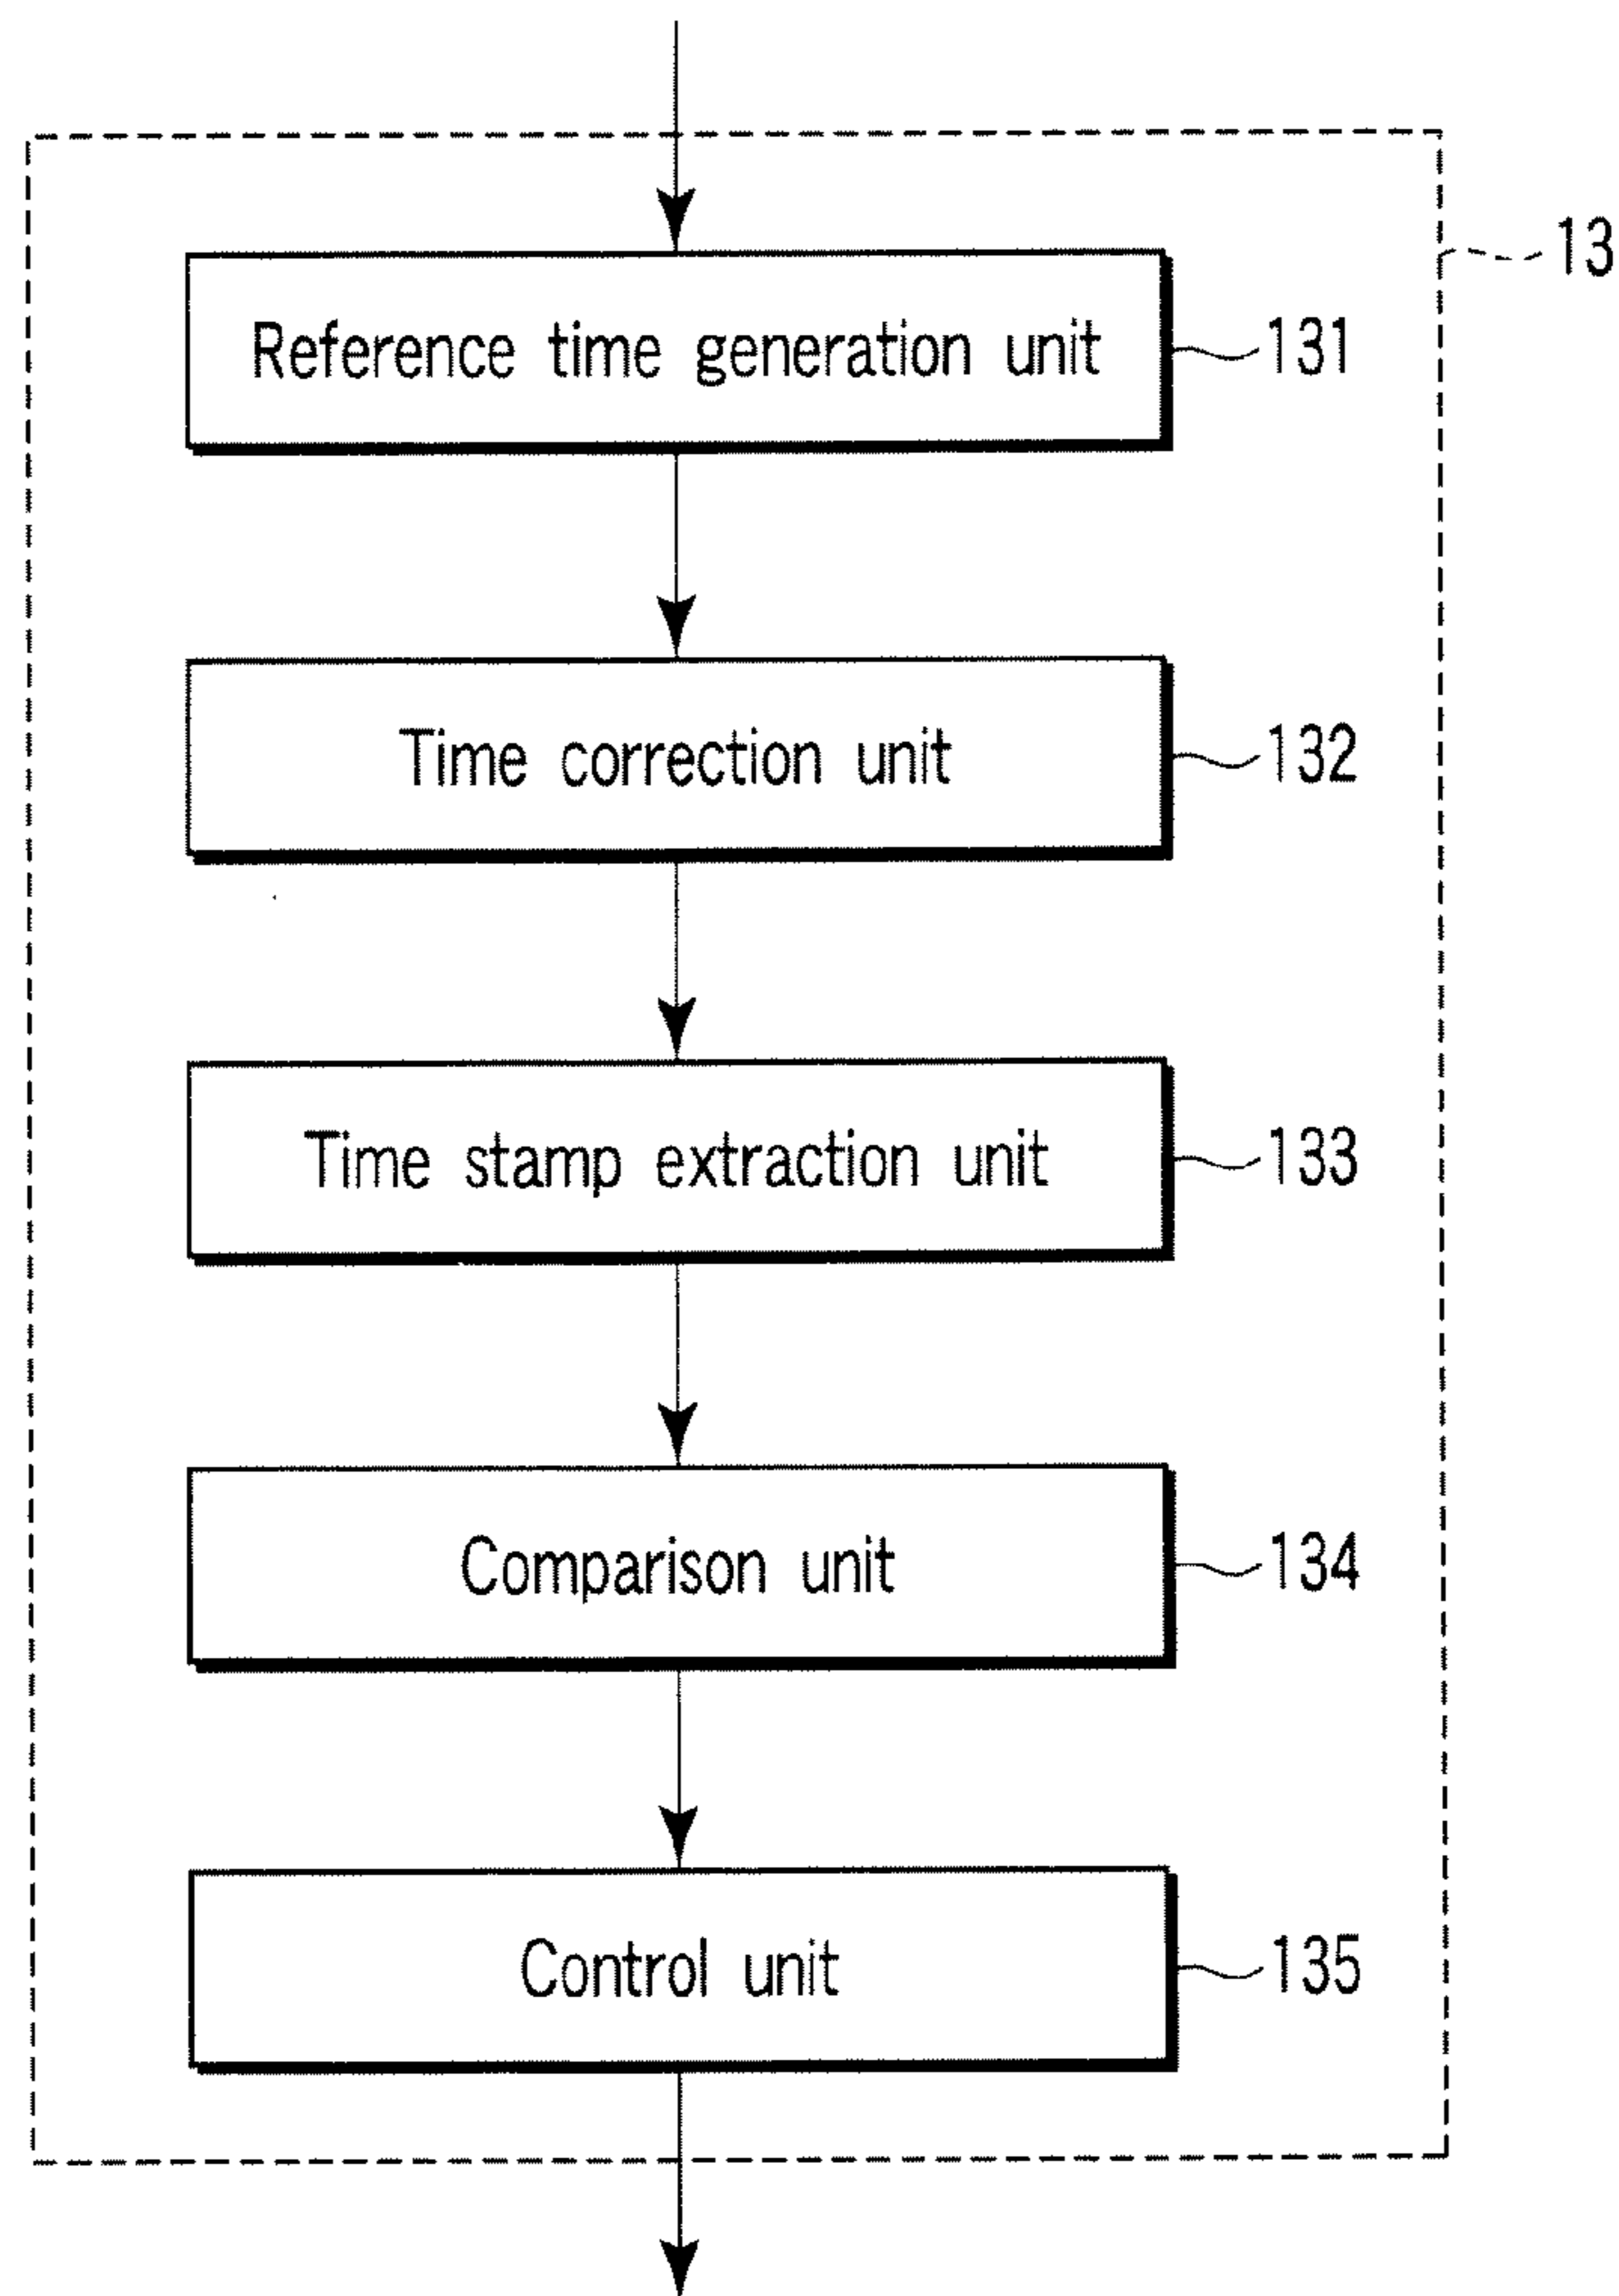 13
Reference time generation unit 131
Time correction unit 132
Time stamp extraction unit 133
Comparison unit 134
Control unit 135